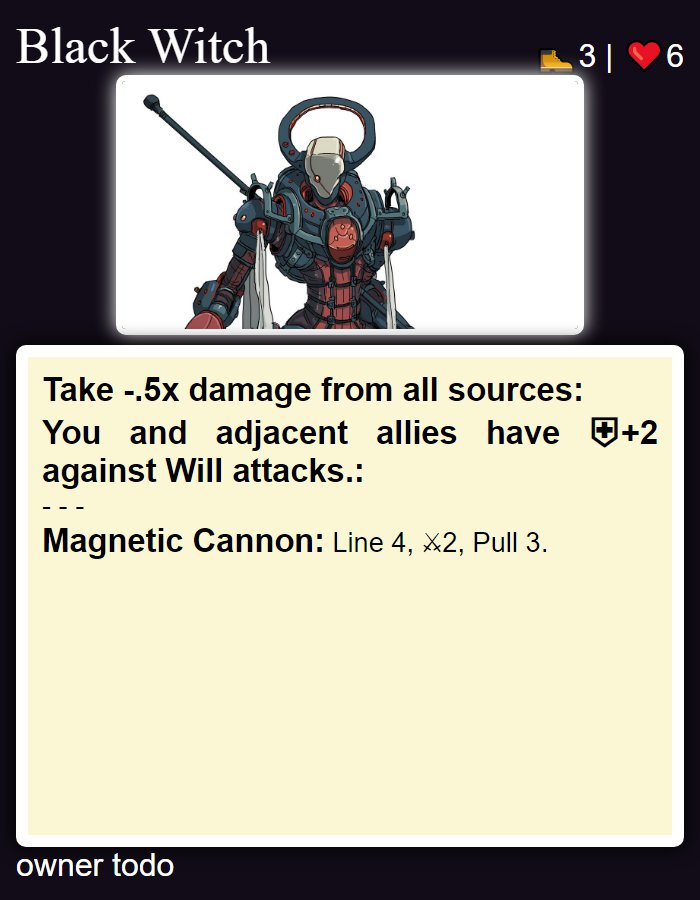 Black Witch
🥾3 | ❤️6
Take -.5x damage from all sources:
You and adjacent allies have ⛨+2
against Will attacks.:
- - -
Magnetic Cannon: Line 4, ⚔2, Pull 3.
owner todo